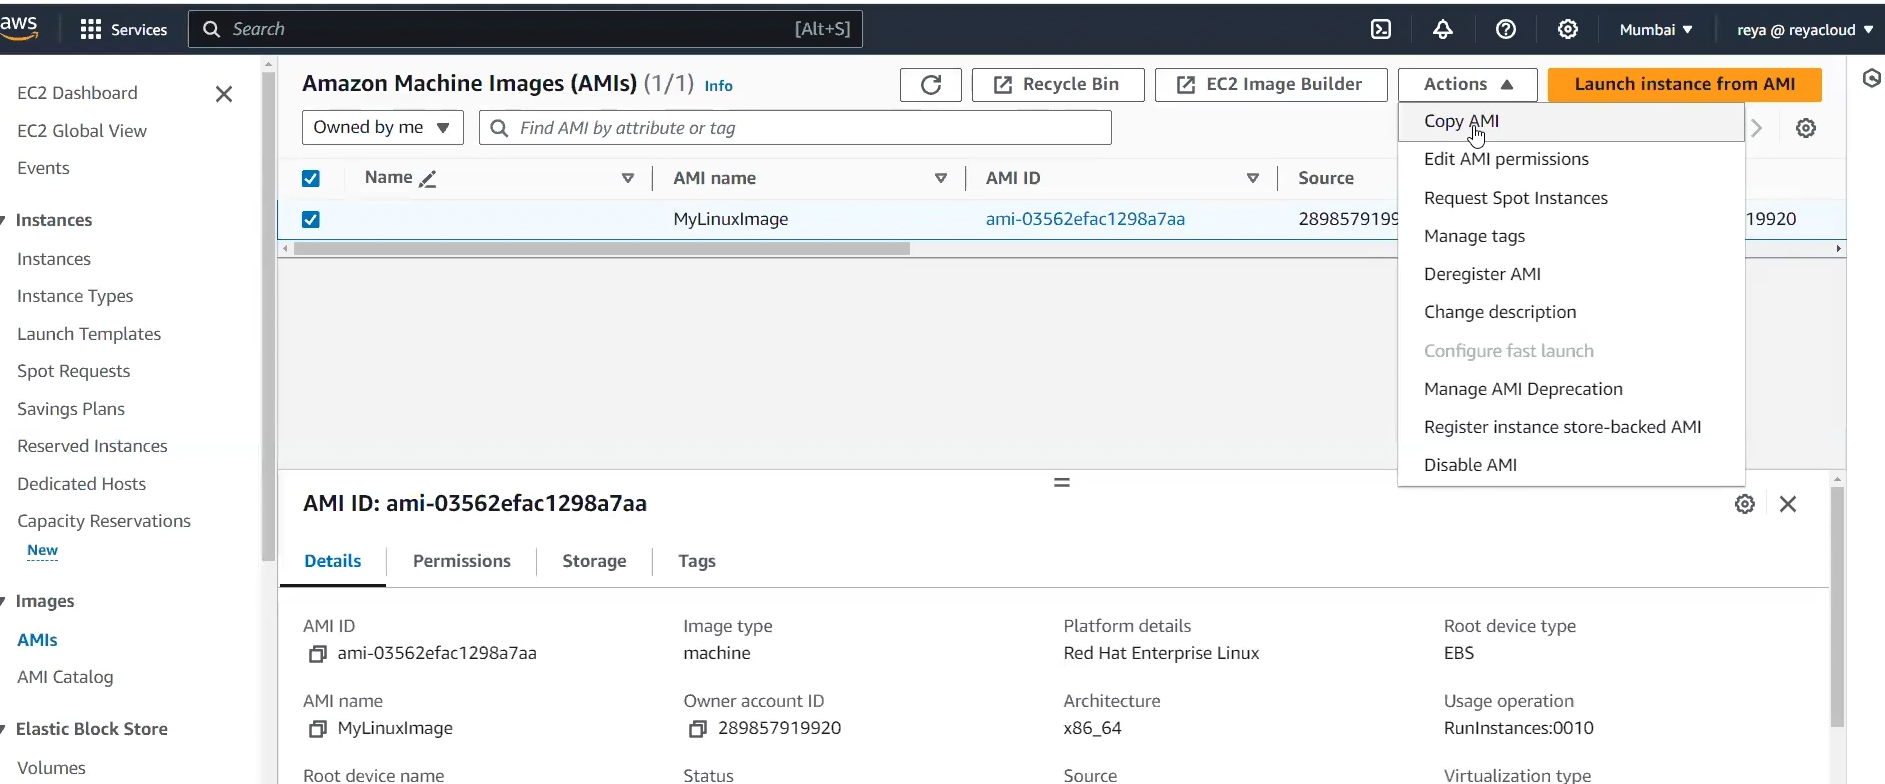 aws
Services
Search
[Alt+S]
Mumbai
reya @ reyacloud
EC2 Dashboard
EC2 Global View
Events
Instances
Instances
Instance Types
Launch Templates
Spot Requests
Savings Plans
Reserved Instances
Dedicated Hosts
Capacity Reservations
New
Images
AMIs
AMI Catalog
Elastic Block Store
Volumes
Amazon Machine Images (AMIs) (1/1) Info
Recycle Bin
EC2 Image Builder
Actions
Launch instance from AMI
Owned by me
Find AMI by attribute or tag
Name
AMI name
AMI ID
Source
MyLinuxImage
ami-03562efac1298a7aa
289857919
19920
Copy AMI
Edit AMI permissions
Request Spot Instances
Manage tags
Deregister AMI
Change description
Configure fast launch
Manage AMI Deprecation
Register instance store-backed AMI
Disable AMI
AMI ID: ami-03562efac1298a7aa
Details
Permissions
Storage
Tags
AMI ID
ami-03562efac1298a7aa
Image type
machine
Platform details
Red Hat Enterprise Linux
Root device type
EBS
AMI name
MyLinuxImage
Owner account ID
289857919920
Architecture
x86_64
Usage operation
RunInstances:0010
Root device name
Status
Source
Virtualization type